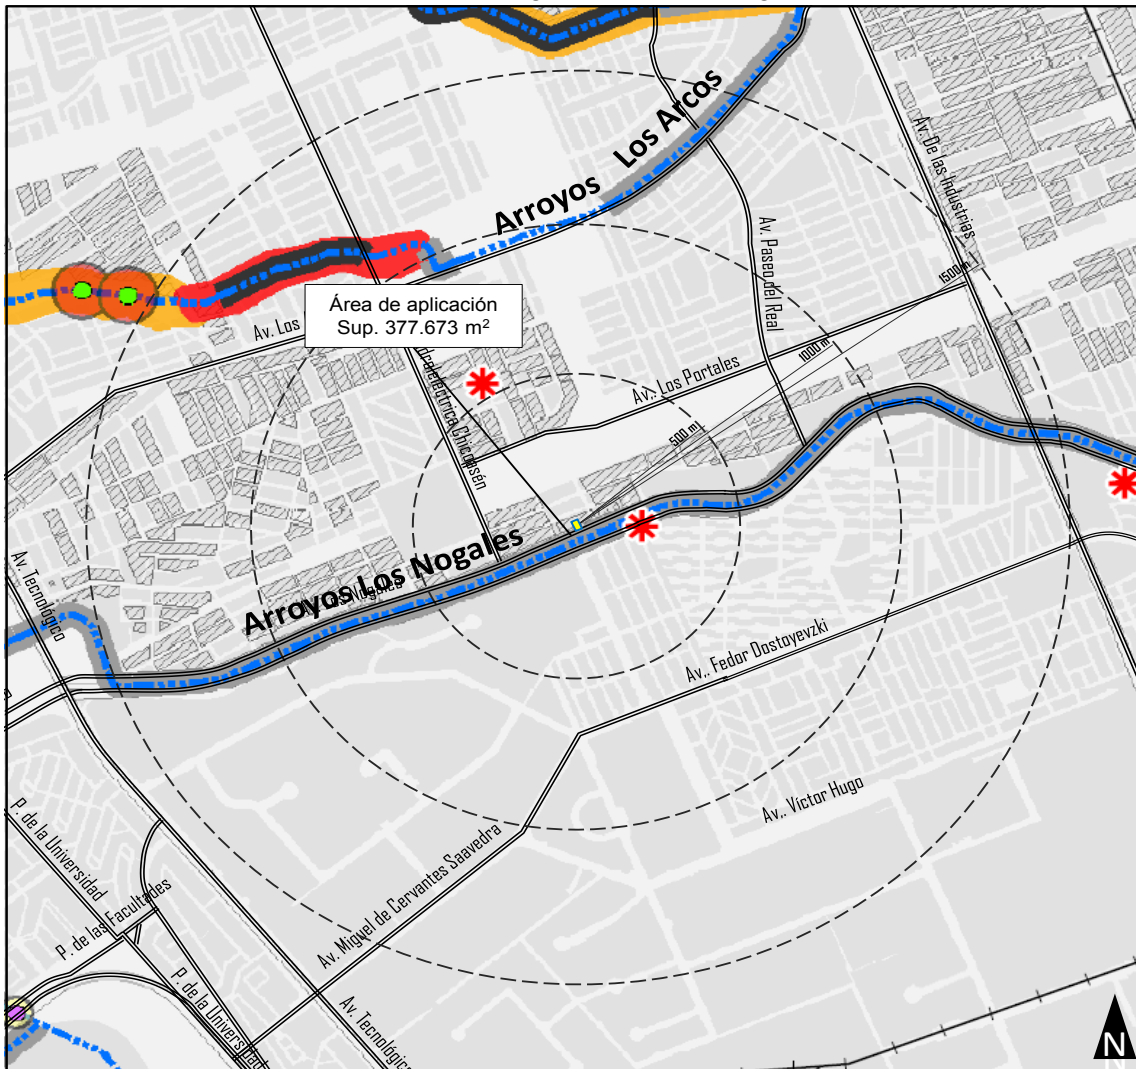 Los Arcos
Arroyos
Av. De las Industrias
Av. Paseo del Real
1500 m
Área de aplicación
Sup. 377.673 m²
Av. Los
1000 m
Av.. Los Portales
500 m
Arroyos Los Nogales
Av. Tecnológico
Av.. Fedor Dostoyevzki
Av.. Víctor Hugo
P. de la Universidad
Av. Miguel de Cervantes Saavedra
P. de las Facultades
P. de la Universidad
Av. Tecnológico
N